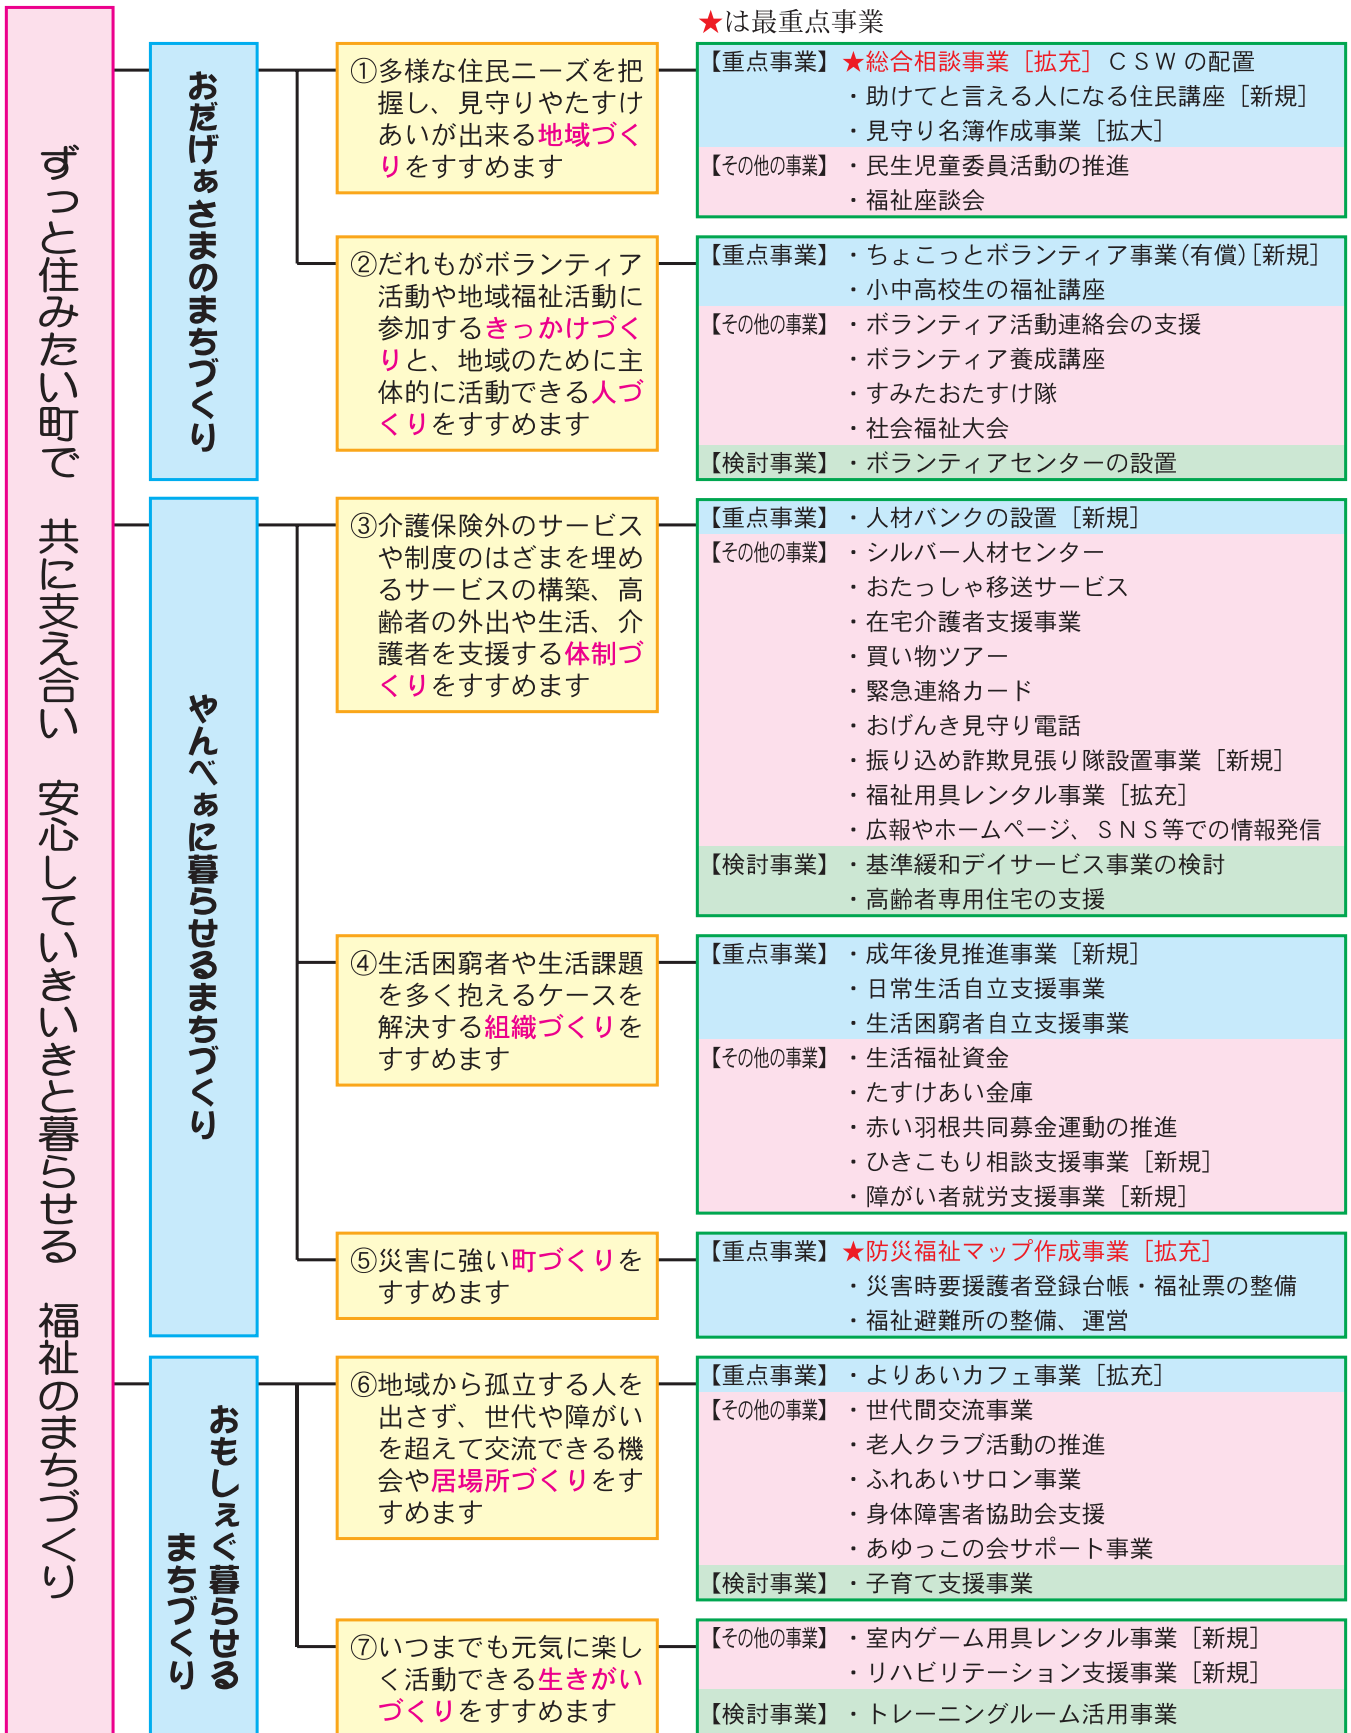 ★は最重点事業
ずっと住みたい町で　共に支え合い　安心していきいきと暮らせる　福祉のまちづくり
おだげぁさまのまちづくり
①多様な住民ニーズを把
握し、見守りやたすけ
あいが出来る地域づく
りをすすめます
【重点事業】★総合相談事業［拡充］ＣＳＷの配置
・助けてと言える人になる住民講座［新規］
・見守り名簿作成事業［拡大］
【その他の事業】・民生児童委員活動の推進
・福祉座談会
②だれもがボランティア
活動や地域福祉活動に
参加するきっかけづく
りと、地域のために主
体的に活動できる人づ
くりをすすめます
【重点事業】・ちょこっとボランティア事業(有償)［新規］
・小中高校生の福祉講座
【その他の事業】・ボランティア活動連絡会の支援
・ボランティア養成講座
・すみたおたすけ隊
・社会福祉大会
【検討事業】・ボランティアセンターの設置
やんべぁに暮らせるまちづくり
③介護保険外のサービス
や制度のはざまを埋め
るサービスの構築、高
齢者の外出や生活、介
護者を支援する体制づ
くりをすすめます
【重点事業】・人材バンクの設置［新規］
【その他の事業】・シルバー人材センター
・おたっしゃ移送サービス
・在宅介護者支援事業
・買い物ツアー
・緊急連絡カード
・おげんき見守り電話
・振り込め詐欺見張り隊設置事業［新規］
・福祉用具レンタル事業［拡充］
・広報やホームページ、ＳＮＳ等での情報発信
【検討事業】・基準緩和デイサービス事業の検討
・高齢者専用住宅の支援
④生活困窮者や生活課題
を多く抱えるケースを
解決する組織づくりを
すすめます
【重点事業】・成年後見推進事業［新規］
・日常生活自立支援事業
・生活困窮者自立支援事業
【その他の事業】・生活福祉資金
・たすけあい金庫
・赤い羽根共同募金運動の推進
・ひきこもり相談支援事業［新規］
・障がい者就労支援事業［新規］
⑤災害に強い町づくりを
すすめます
【重点事業】★防災福祉マップ作成事業［拡充］
・災害時要援護者登録台帳・福祉票の整備
・福祉避難所の整備、運営
おもしぇぐ暮らせる
まちづくり
⑥地域から孤立する人を
出さず、世代や障がい
を超えて交流できる機
会や居場所づくりをす
すめます
【重点事業】・よりあいカフェ事業［拡充］
【その他の事業】・世代間交流事業
・老人クラブ活動の推進
・ふれあいサロン事業
・身体障害者協助会支援
・あゆっこの会サポート事業
【検討事業】・子育て支援事業
⑦いつまでも元気に楽し
く活動できる生きがい
づくりをすすめます
【その他の事業】・室内ゲーム用具レンタル事業［新規］
・リハビリテーション支援事業［新規］
【検討事業】・トレーニングルーム活用事業